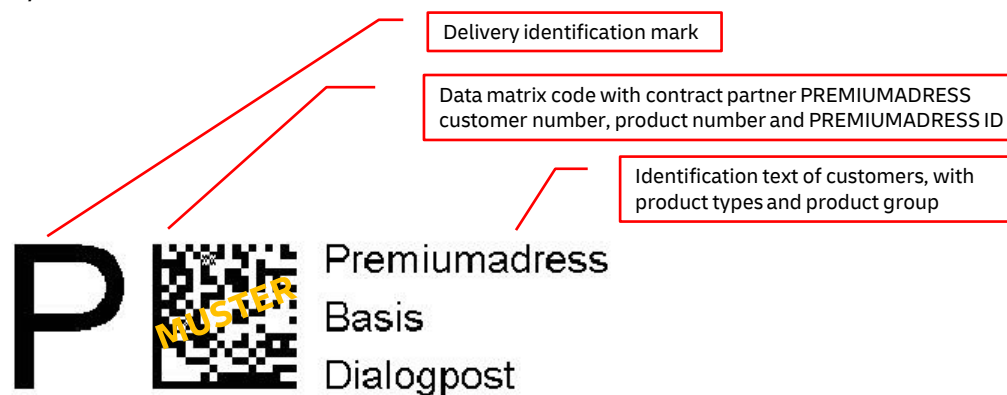 Delivery identification mark
Data matrix code with contract partner PREMIUMADRESS
customer number, product number and PREMIUMADRESS ID
Identification text of customers, with
product types and product group
P
MUSTER
Premiumadress
Basis
Dialogpost